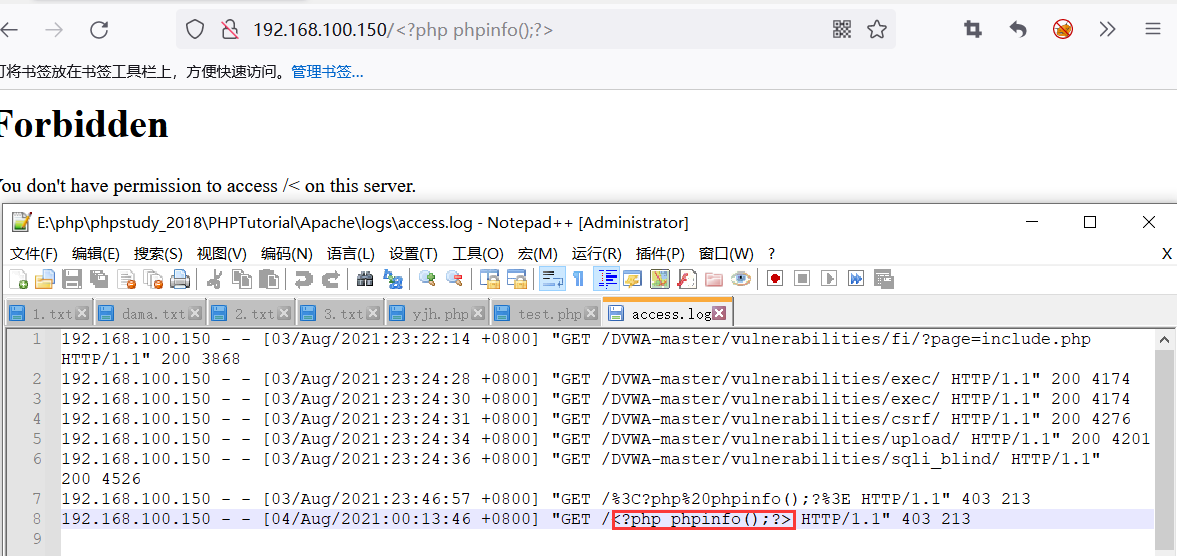 192.168.100.150/<?php phpinfo();?>
可将书签放在书签工具栏上，方便快速访问。管理书签...
Forbidden
You don't have permission to access /< on this server.
E:\php\phpstudy_2018\PHPTutorial\Apache\logs\access.log - Notepad++ [Administrator]
文件(F) 编辑(E) 搜索(S) 视图(V) 编码(N) 语言(L) 设置(T) 工具(O) 宏(M) 运行(R) 插件(P) 窗口(W) ? X
1.txt dama.txt 2.txt 3.txt yjh.php test.php access.log
1 192.168.100.150 - - [03/Aug/2021:23:22:14 +0800] "GET /DVWA-master/vulnerabilities/fi/?page=include.php
HTTP/1.1" 200 3868
2 192.168.100.150 - - [03/Aug/2021:23:24:28 +0800] "GET /DVWA-master/vulnerabilities/exec/ HTTP/1.1" 200 4174
3 192.168.100.150 - - [03/Aug/2021:23:24:30 +0800] "GET /DVWA-master/vulnerabilities/exec/ HTTP/1.1" 200 4174
4 192.168.100.150 - - [03/Aug/2021:23:24:31 +0800] "GET /DVWA-master/vulnerabilities/csrf/ HTTP/1.1" 200 4276
5 192.168.100.150 - - [03/Aug/2021:23:24:34 +0800] "GET /DVWA-master/vulnerabilities/upload/ HTTP/1.1" 200 4201
6 192.168.100.150 - - [03/Aug/2021:23:24:36 +0800] "GET /DVWA-master/vulnerabilities/sqli_blind/ HTTP/1.1"
200 4526
7 192.168.100.150 - - [03/Aug/2021:23:46:57 +0800] "GET /%3C?php%20phpinfo();?%3E HTTP/1.1" 403 213
8 192.168.100.150 - - [04/Aug/2021:00:13:46 +0800] "GET /<?php phpinfo();?> HTTP/1.1" 403 213
9